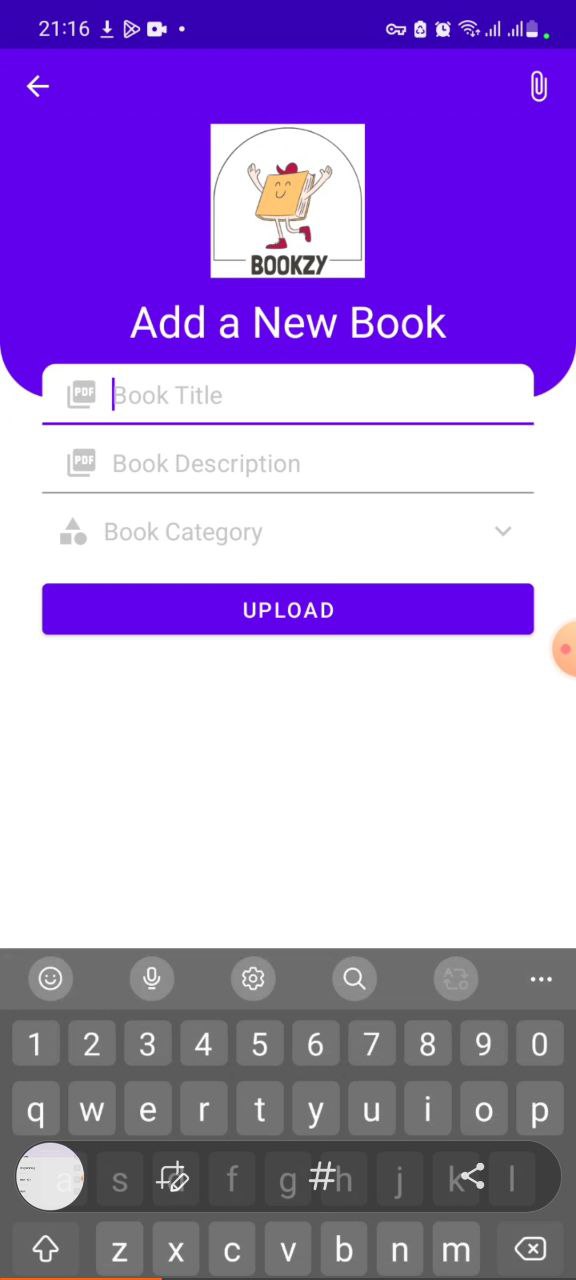 21:16
BOOKZY
Add a New Book
PDF Book Title
PDF Book Description
Book Category
UPLOAD
1 2 3 4 5 6 7 8 9 0
q w e r t y u i o p
a s d f g h j k l
#
z x c v b n m